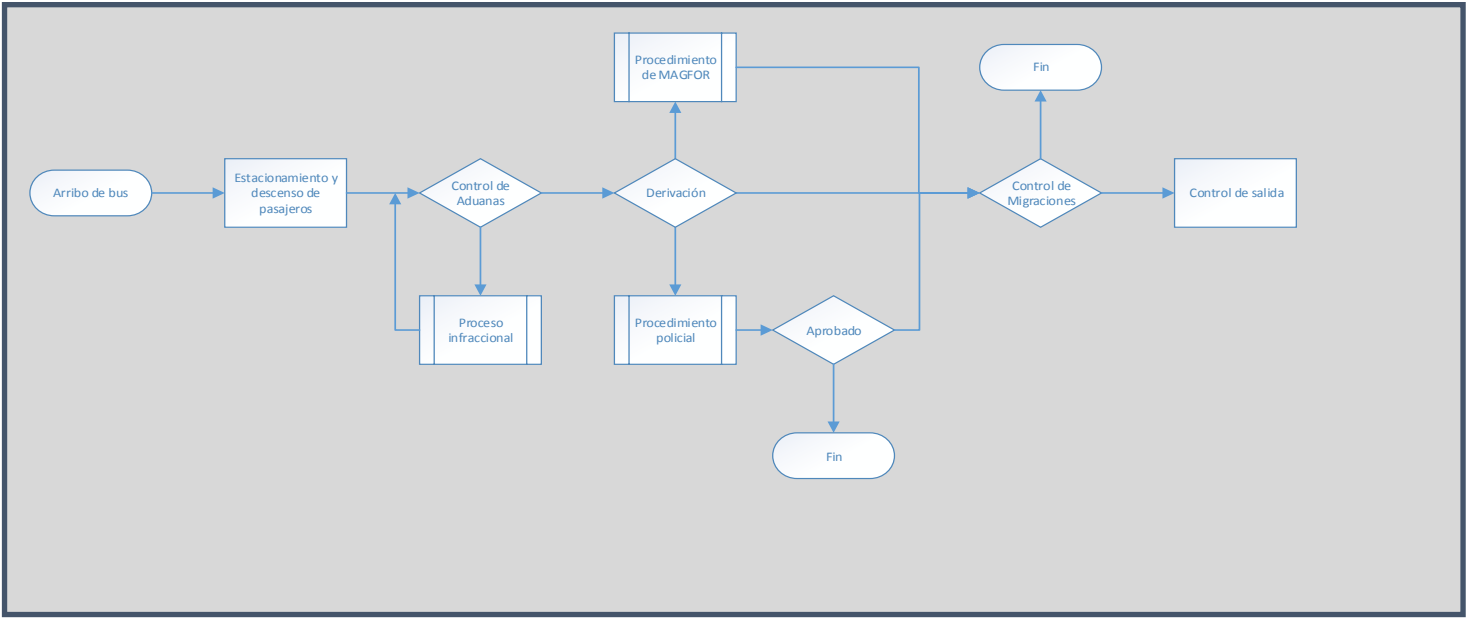 Procedimiento
de MAGFOR
Fin
Arribo de bus
Estacionamiento y
descenso de
pasajeros
Control de
Aduanas
Derivación
Control de
Migraciones
Control de salida
Proceso
infraccional
Procedimiento
policial
Aprobado
Fin